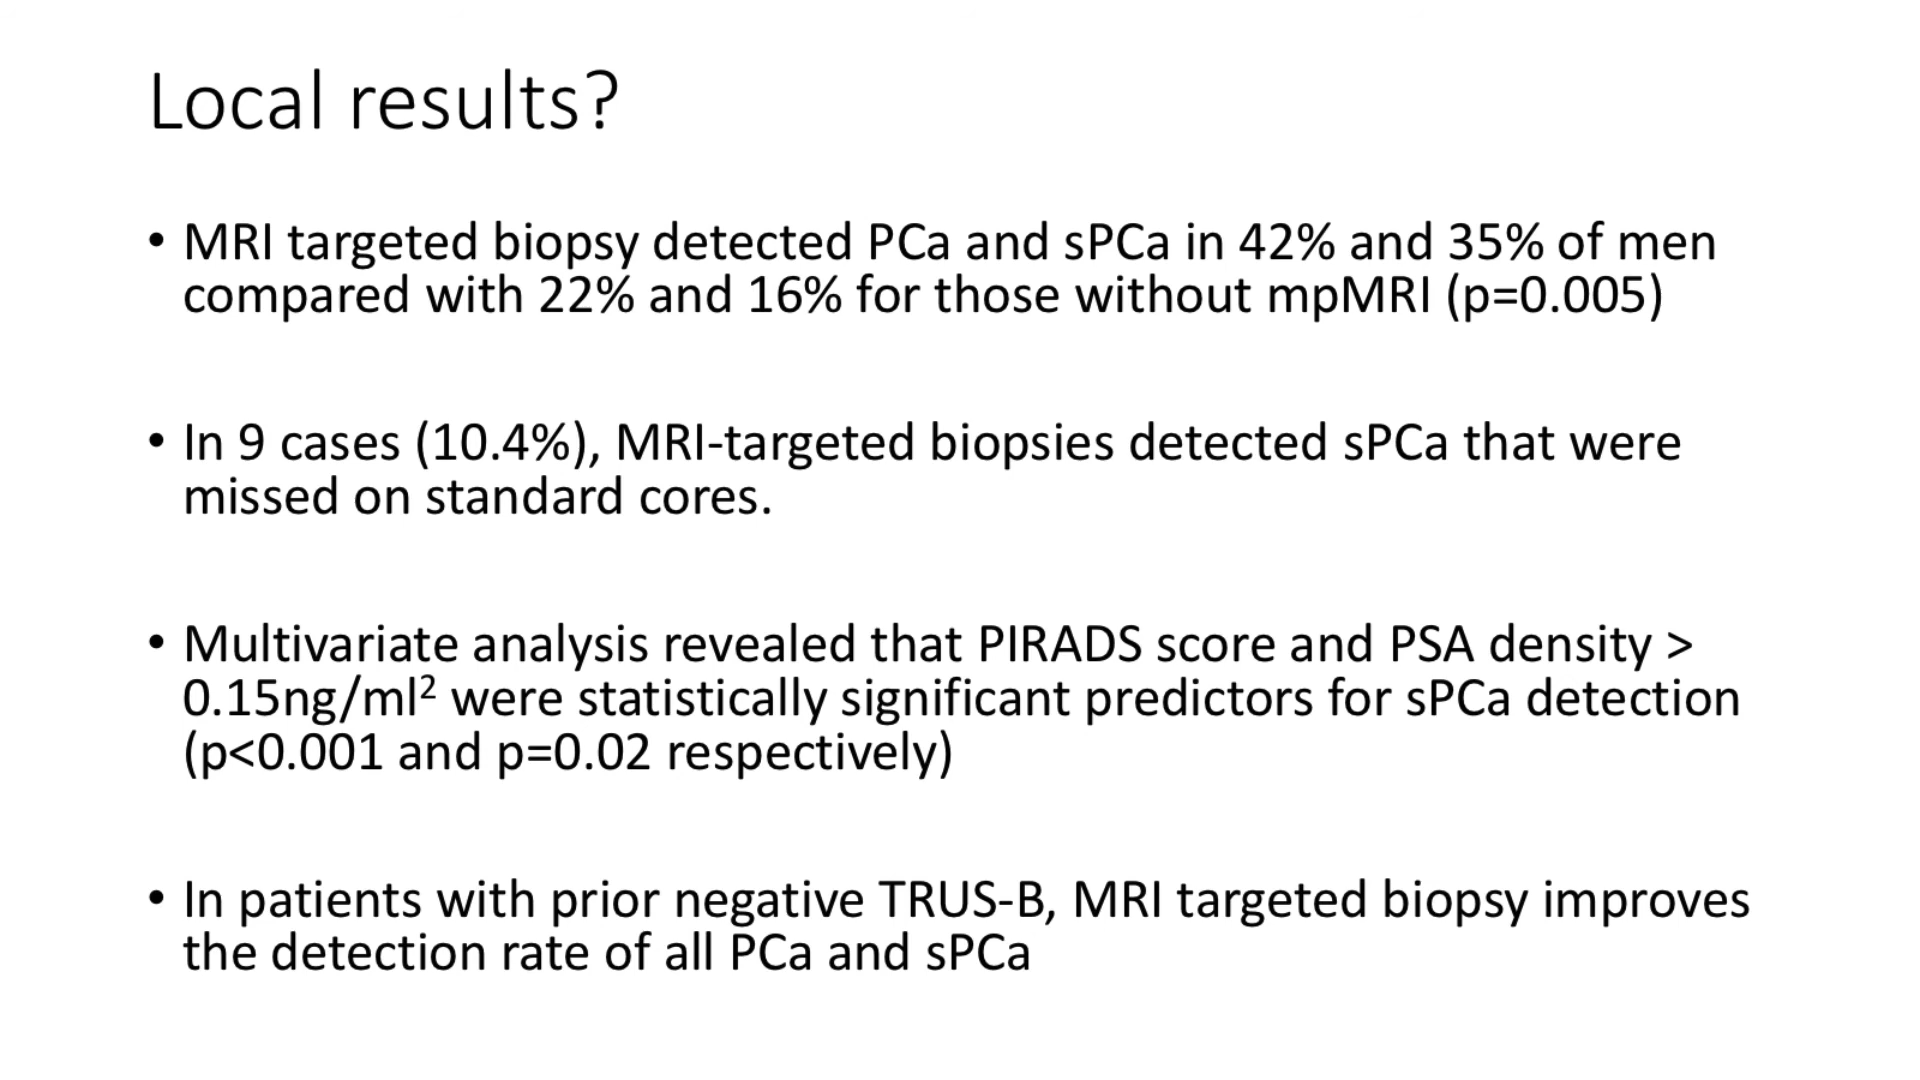 Local results?
• MRI targeted biopsy detected PCa and sPCa in 42% and 35% of men
compared with 22% and 16% for those without mpMRI (p=0.005)
• In 9 cases (10.4%), MRI-targeted biopsies detected sPCa that were
missed on standard cores.
• Multivariate analysis revealed that PIRADS score and PSA density >
0.15ng/ml² were statistically significant predictors for sPCa detection
(p<0.001 and p=0.02 respectively)
• In patients with prior negative TRUS-B, MRI targeted biopsy improves
the detection rate of all PCa and sPCa